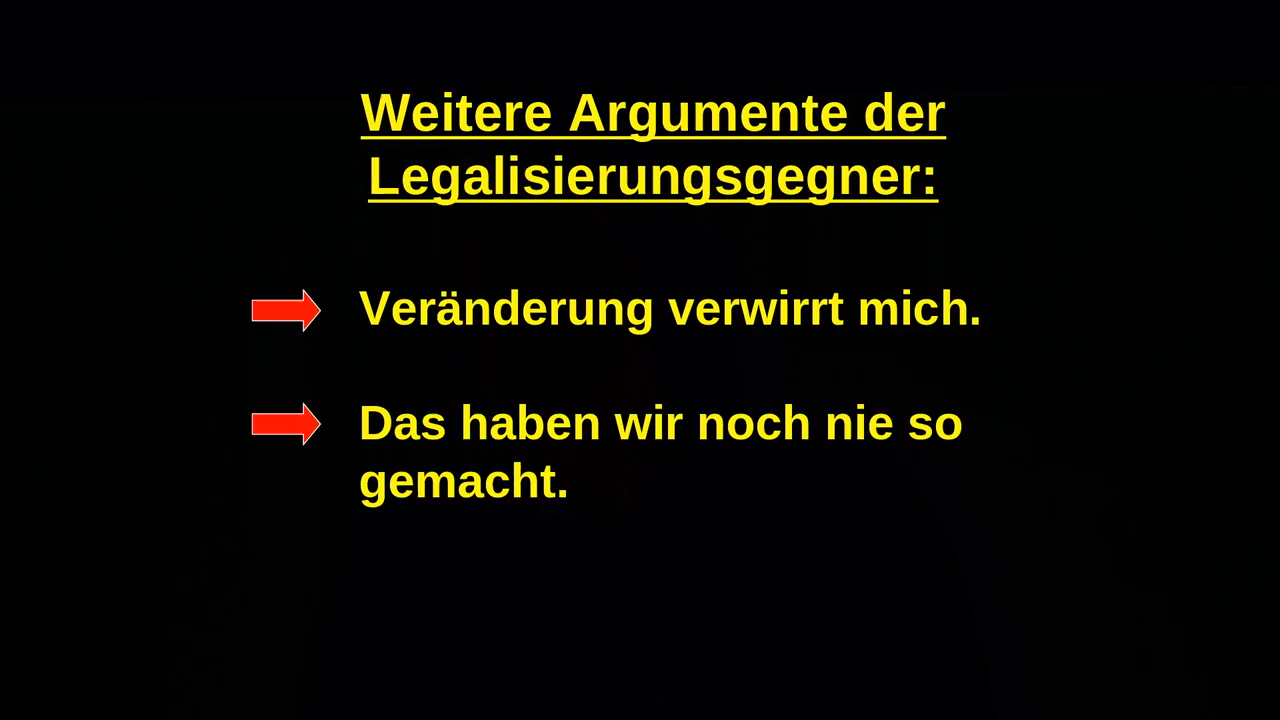 Weitere Argumente der
Legalisierungsgegner:
Veränderung verwirrt mich.
Das haben wir noch nie so
gemacht.